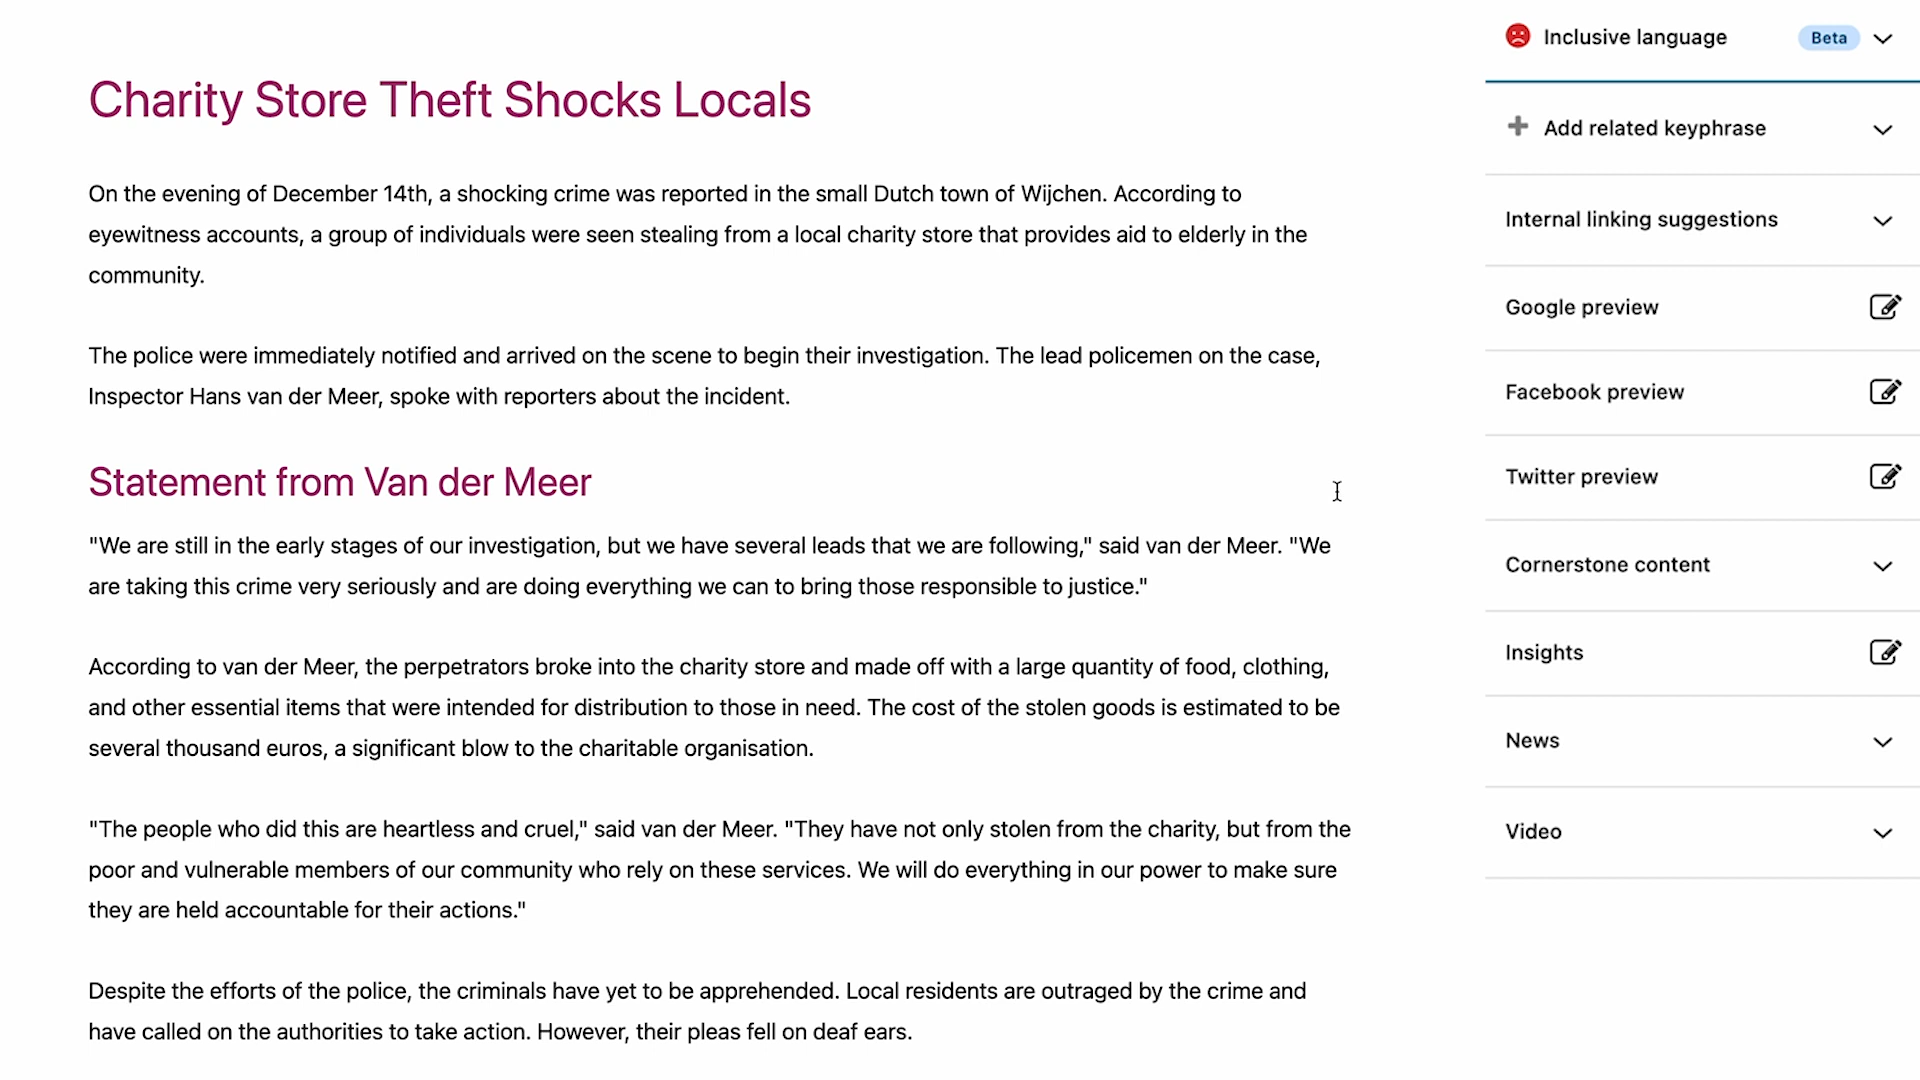 Charity Store Theft Shocks Locals
On the evening of December 14th, a shocking crime was reported in the small Dutch town of Wijchen. According to
eyewitness accounts, a group of individuals were seen stealing from a local charity store that provides aid to elderly in the
community.
The police were immediately notified and arrived on the scene to begin their investigation. The lead policemen on the case,
Inspector Hans van der Meer, spoke with reporters about the incident.
Statement from Van der Meer
"We are still in the early stages of our investigation, but we have several leads that we are following," said van der Meer. "We
are taking this crime very seriously and are doing everything we can to bring those responsible to justice."
According to van der Meer, the perpetrators broke into the charity store and made off with a large quantity of food, clothing,
and other essential items that were intended for distribution to those in need. The cost of the stolen goods is estimated to be
several thousand euros, a significant blow to the charitable organisation.
"The people who did this are heartless and cruel," said van der Meer. "They have not only stolen from the charity, but from the
poor and vulnerable members of our community who rely on these services. We will do everything in our power to make sure
they are held accountable for their actions."
Despite the efforts of the police, the criminals have yet to be apprehended. Local residents are outraged by the crime and
have called on the authorities to take action. However, their pleas fell on deaf ears.
Inclusive language Beta
Add related keyphrase
Internal linking suggestions
Google preview
Facebook preview
Twitter preview
Cornerstone content
Insights
News
Video